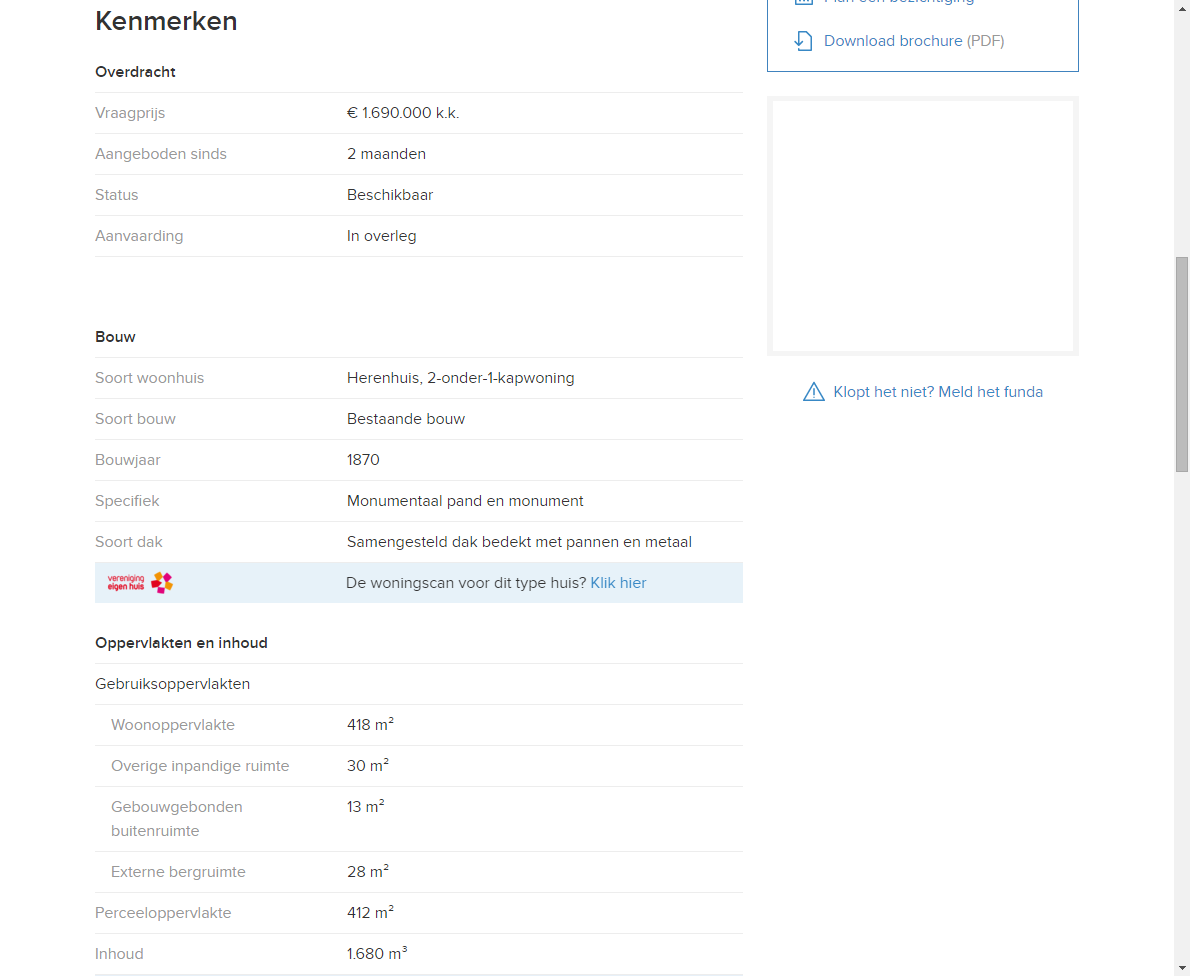 Kenmerken
Overdracht
Vraagprijs € 1.690.000 k.k.
Aangeboden sinds 2 maanden
Status Beschikbaar
Aanvaarding In overleg
Bouw
Soort woonhuis Herenhuis, 2-onder-1-kapwoning
Soort bouw Bestaande bouw
Bouwjaar 1870
Specifiek Monumentaal pand en monument
Soort dak Samengesteld dak bedekt met pannen en metaal
vereniging
eigen huis
De woningscan voor dit type huis? Klik hier
Oppervlakten en inhoud
Gebruiksoppervlakten
Woonoppervlakte 418 m²
Overige inpandige ruimte 30 m²
Gebouwgebonden 13 m²
buitenruimte
Externe bergruimte 28 m²
Perceeloppervlakte 412 m²
Inhoud 1.680 m³
Plan een bezichtiging
Download brochure (PDF)
Klopt het niet? Meld het funda